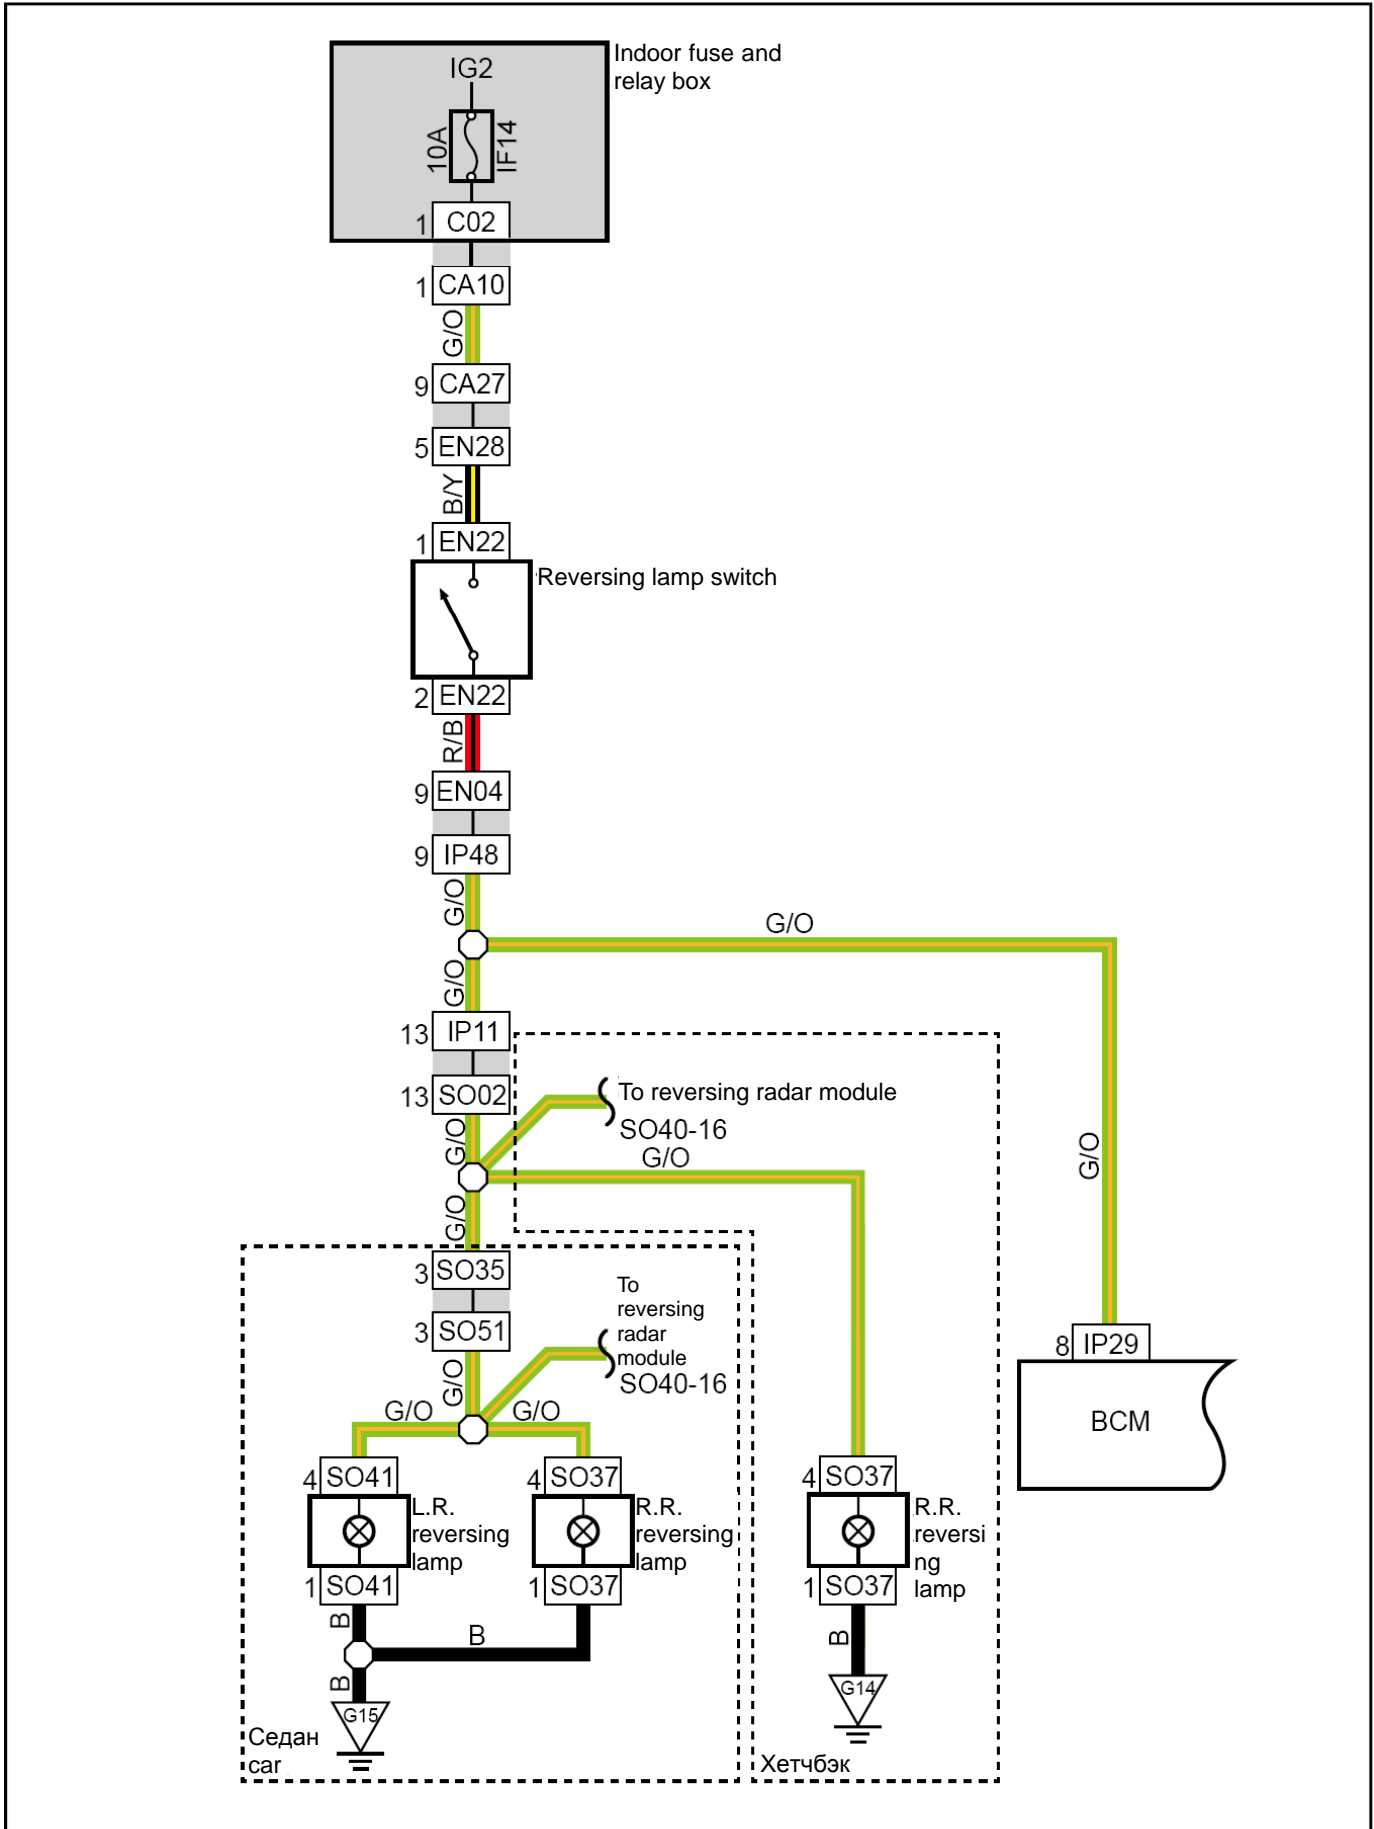 Indoor fuse and
relay box
IG2
10A
IF14
1 C02
1 CA10
G/O
9 CA27
5 EN28
B/Y
1 EN22
Reversing lamp switch
2 EN22
R/B
9 EN04
9 IP48
G/O
G/O
G/O
13 IP11
13 SO02
To reversing radar module
SO40-16
G/O
G/O
G/O
G/O
3 SO35
To
reversing
radar
module
SO40-16
3 SO51
G/O
8 IP29
BCM
G/O
G/O
4 SO41
4 SO37
4 SO37
L.R.
reversing
lamp
R.R.
reversing
lamp
R.R.
reversi
ng
lamp
1 SO41
1 SO37
1 SO37
B
B
B
B
G14
G15
Седан
car
Хетчбэк